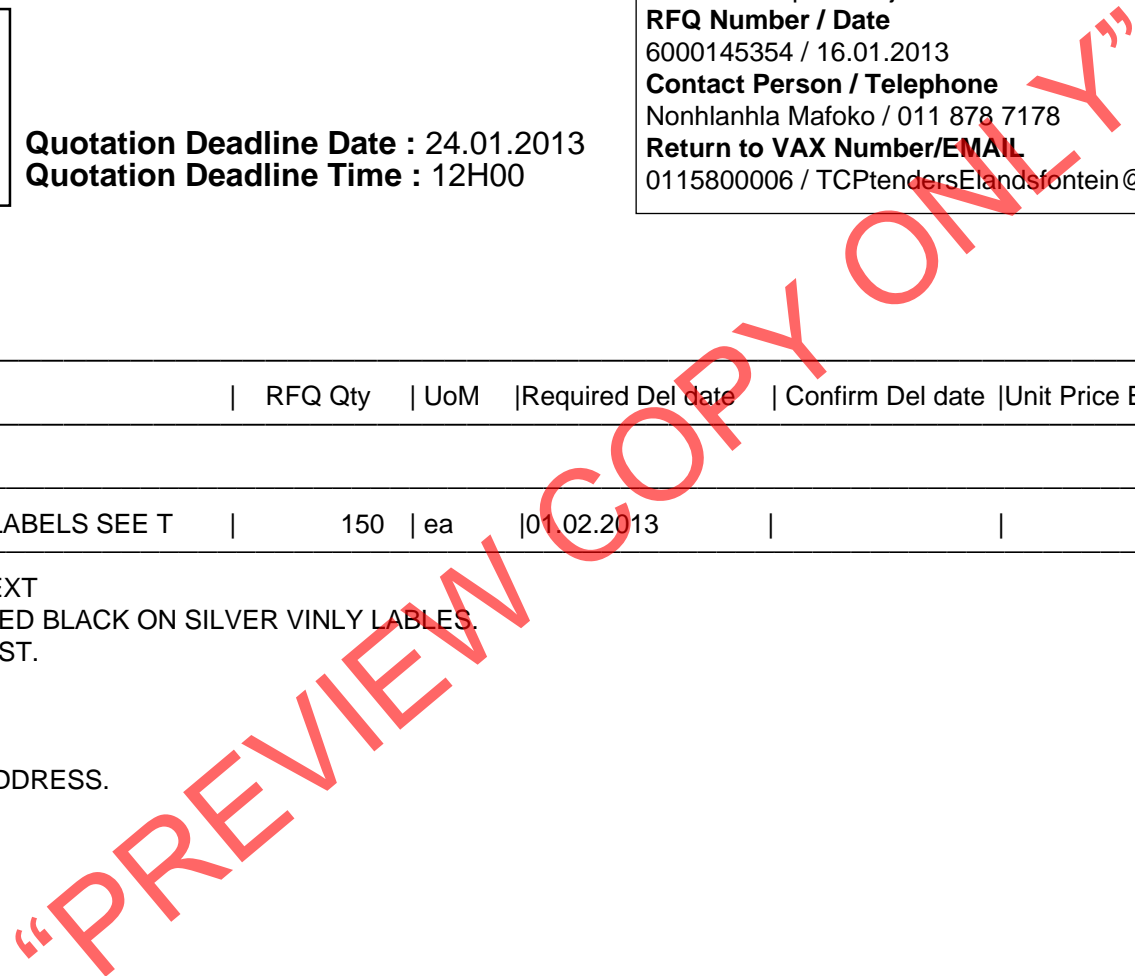 RFQ Number / Date
6000145354 / 16.01.2013
Contact Person / Telephone
Nonhlanhla Mafoko / 011 878 7178
Return to VAX Number/EMAIL
0115800006 / TCPtendersElandsfontein@
Quotation Deadline Date : 24.01.2013
Quotation Deadline Time : 12H00
| RFQ Qty | UoM |Required Del date | Confirm Del date |Unit Price E
LABELS SEE T | 150 | ea |01.02.2013 | |
EXT
ED BLACK ON SILVER VINLY LABLES.
ST.
DDRESS.
“PREVIEW COPY ONLY”